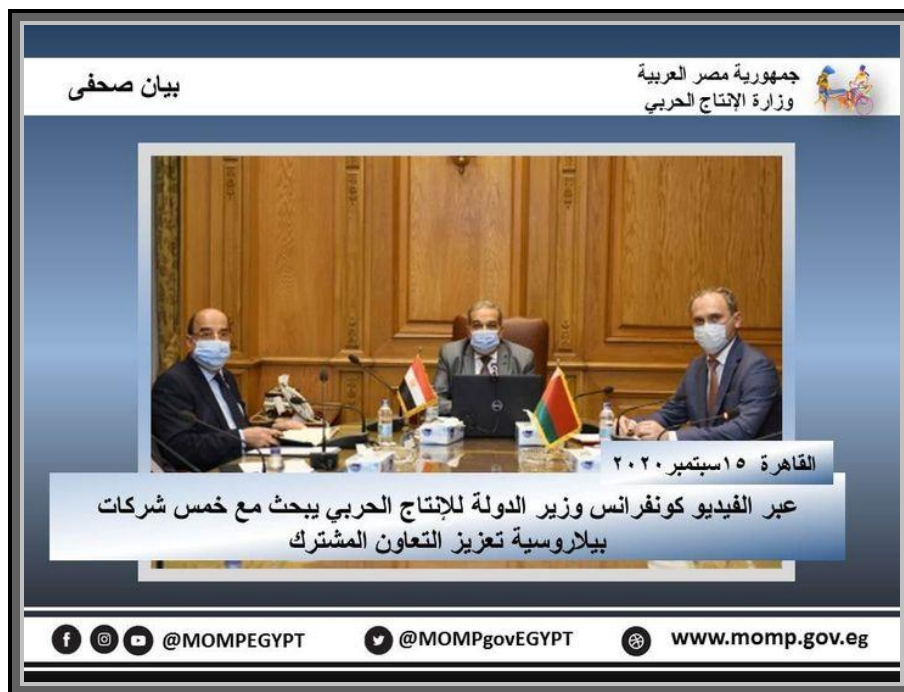 جمهورية مصر العربية
وزارة الإنتاج الحربي
بيان صحفى
القاهرة ١٥سبتمبر٢٠٢٠
عبر الفيديو كونفرانس وزير الدولة للإنتاج الحربي يبحث مع خمس شركات
بيلاروسية تعزيز التعاون المشترك
@MOMPEGYPT
@MOMPgovEGYPT
www.momp.gov.eg